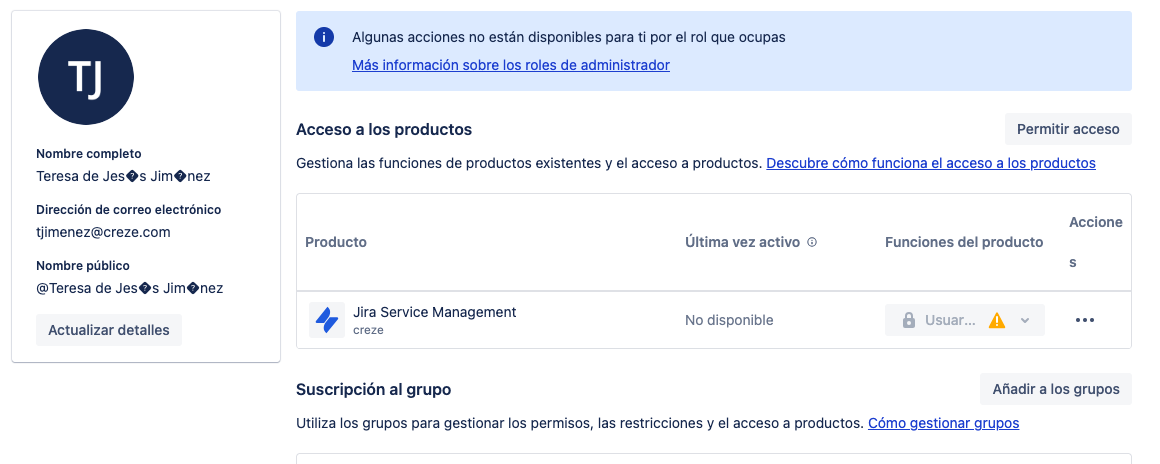 TJ
Nombre completo
Teresa de Jes�s Jim�nez
Dirección de correo electrónico
tjimenez@creze.com
Nombre público
@Teresa de Jes�s Jim�nez
Actualizar detalles
Algunas acciones no están disponibles para ti por el rol que ocupas
Más información sobre los roles de administrador
Acceso a los productos
Permitir acceso
Gestiona las funciones de productos existentes y el acceso a productos. Descubre cómo funciona el acceso a los productos
Producto
Última vez activo
Funciones del producto
Accione
s
Jira Service Management
creze
No disponible
Usuar...
Suscripción al grupo
Añadir a los grupos
Utiliza los grupos para gestionar los permisos, las restricciones y el acceso a productos. Cómo gestionar grupos